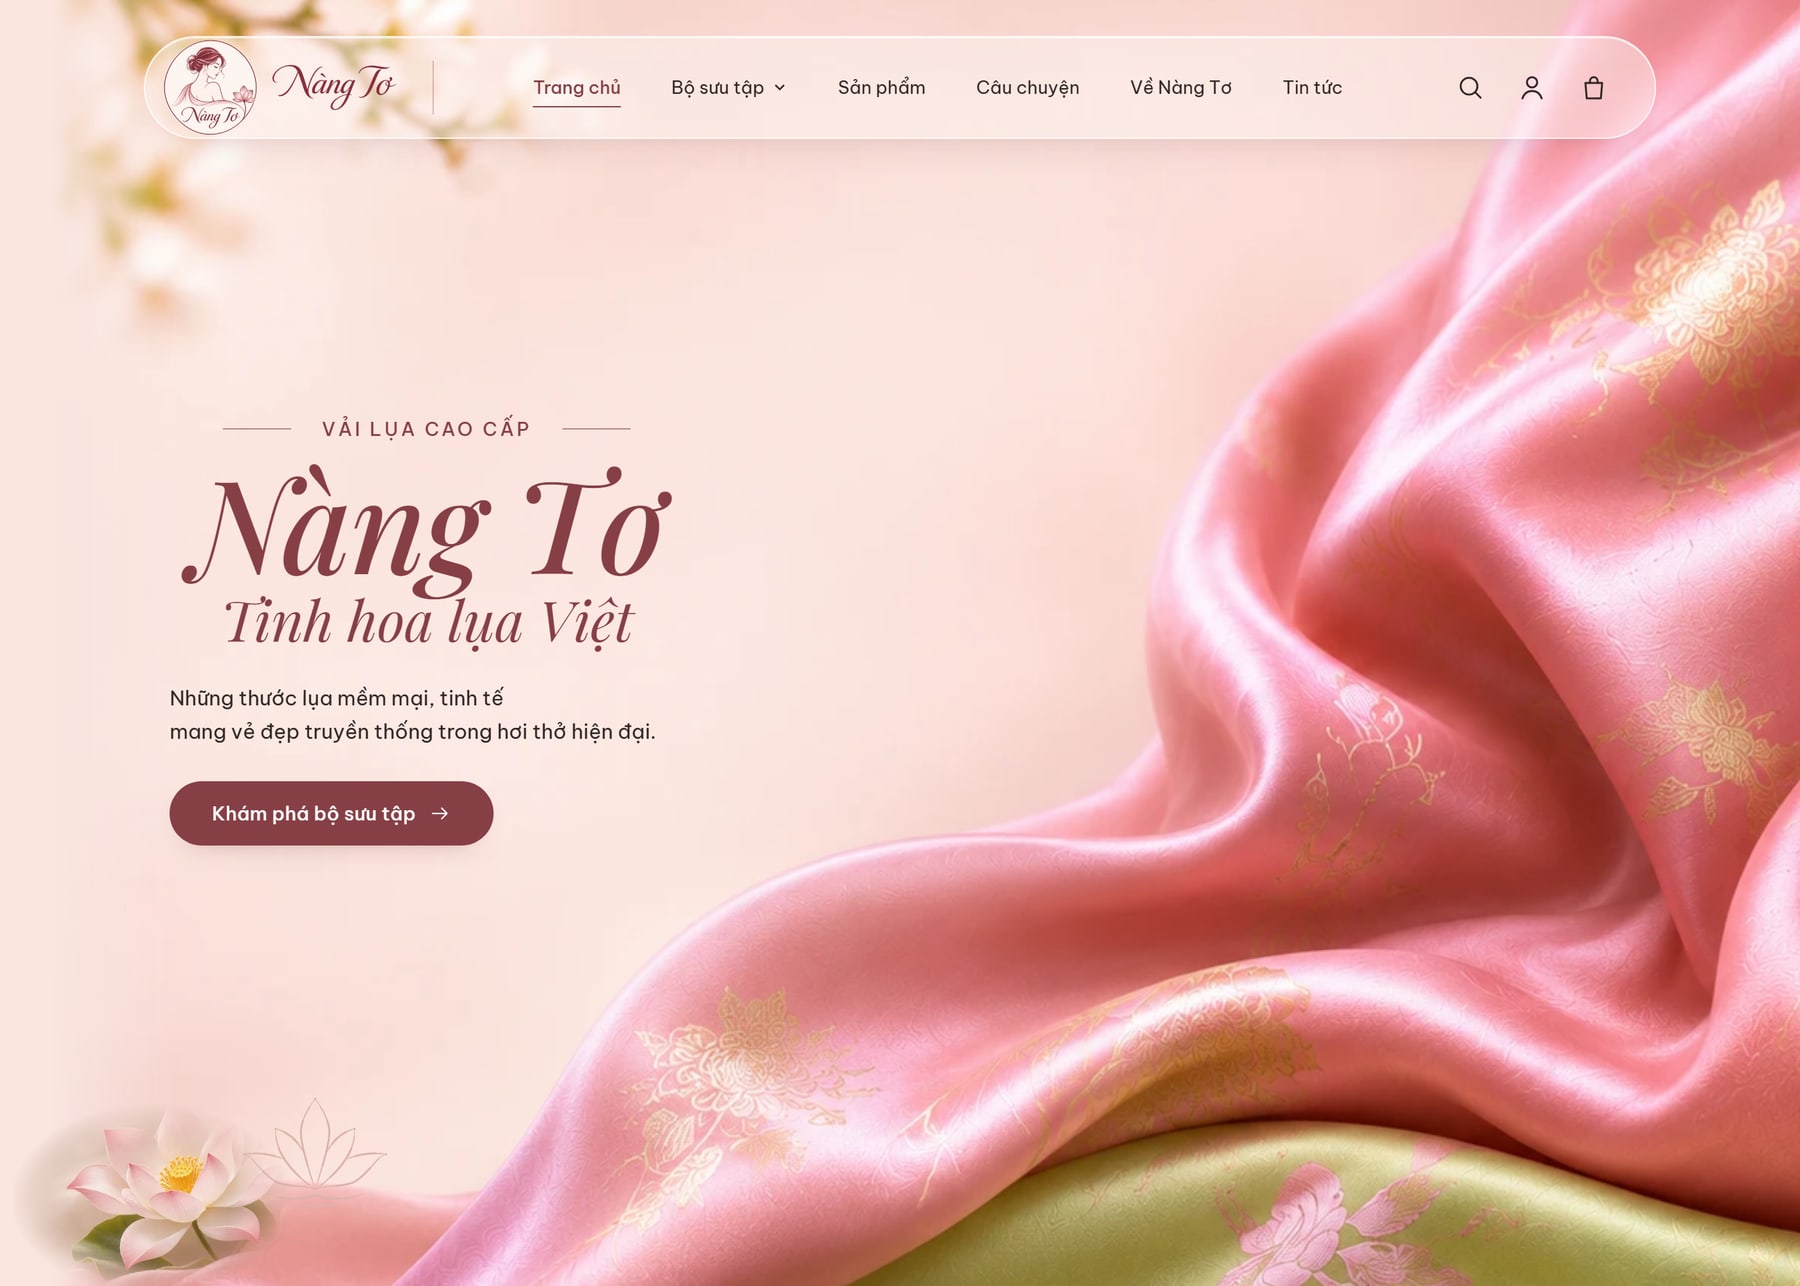 Nàng Tơ
Nàng Tơ
Trang chủ
Bộ sưu tập
Sản phẩm
Câu chuyện
Về Nàng Tơ
Tin tức
VẢI LỤA CAO CẤP
Nàng Tơ
Tinh hoa lụa Việt
Những thước lụa mềm mại, tinh tế
mang vẻ đẹp truyền thống trong hơi thở hiện đại.
Khám phá bộ sưu tập